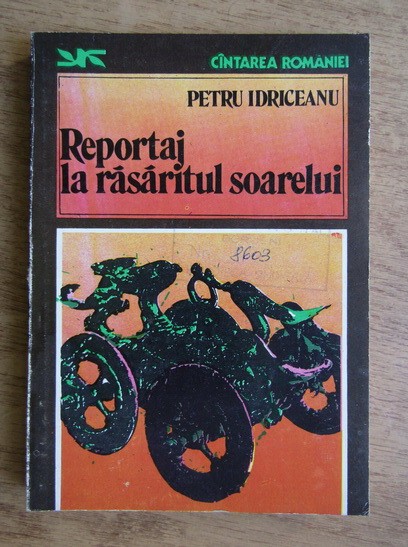 CÎNTAREA ROMÂNIEI
PETRU IDRICEANU
Reportaj
la răsăritul soarelui
8603